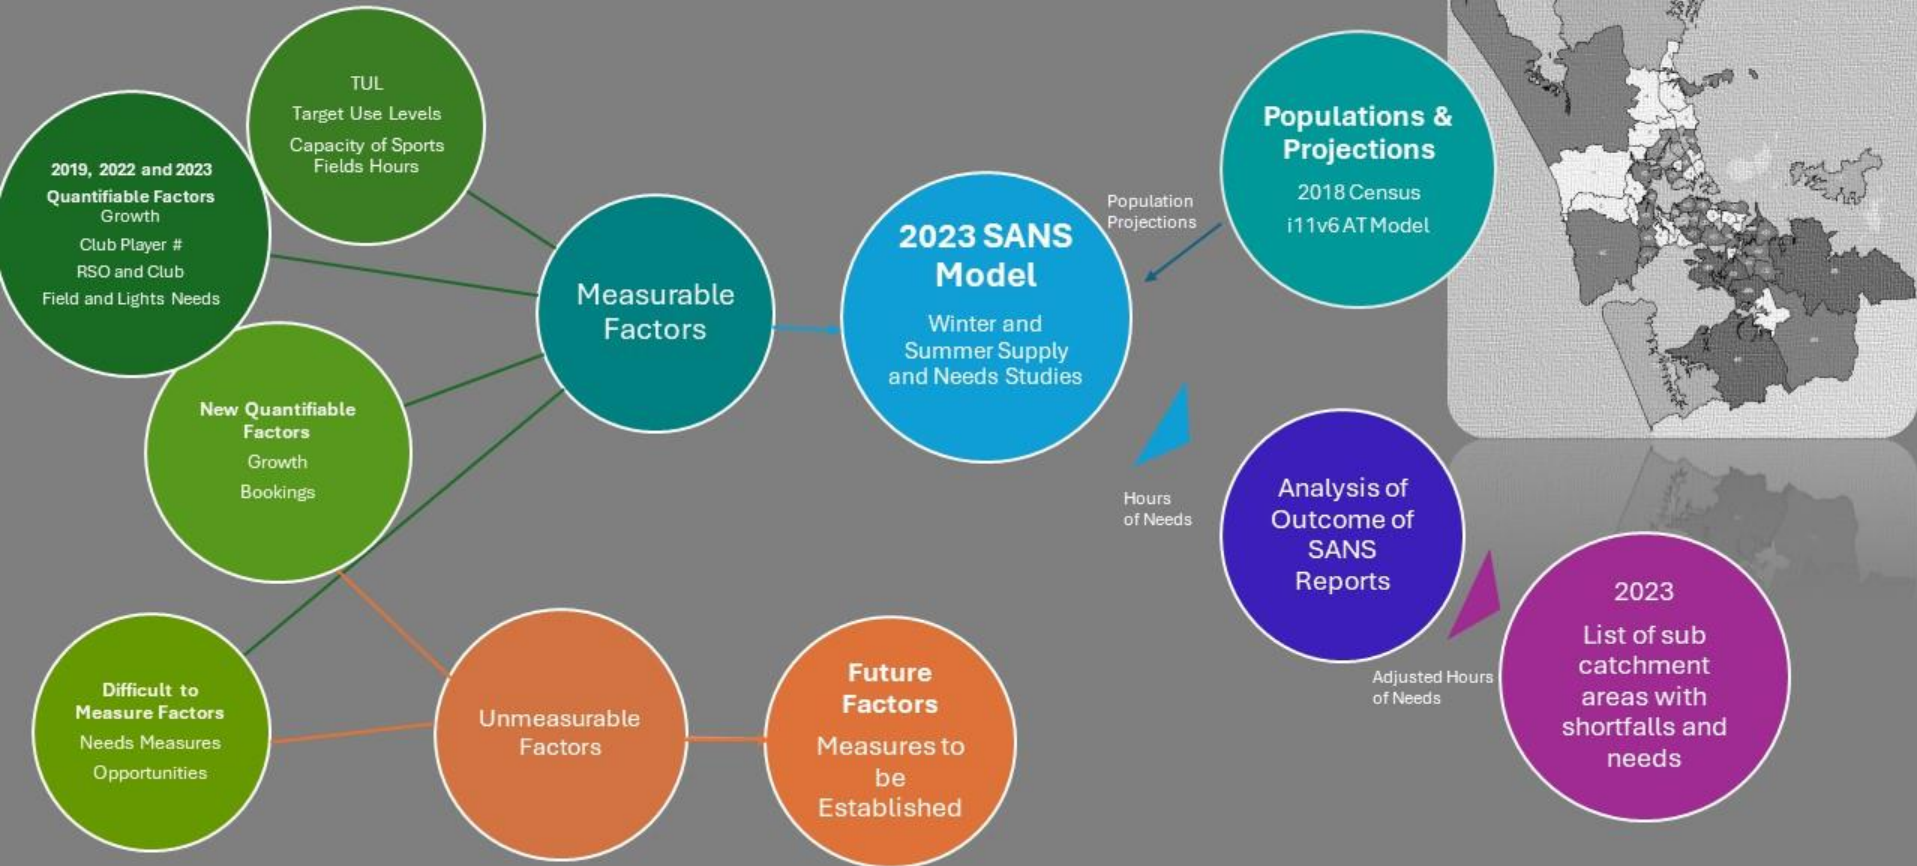 TUL
Target Use Levels
Capacity of Sports
Fields Hours
2019, 2022 and 2023
Quantifiable Factors
Growth
Club Player #
RSO and Club
Field and Lights Needs
New Quantifiable
Factors
Growth
Bookings
Difficult to
Measure Factors
Needs Measures
Opportunities
Measurable
Factors
Unmeasurable
Factors
Future
Factors
Measures to
be
Established
2023 SANS
Model
Winter and
Summer Supply
and Needs Studies
Population
Projections
Populations &
Projections
2018 Census
i11v6 AT Model
Hours
of Needs
Analysis of
Outcome of
SANS
Reports
Adjusted Hours
of Needs
2023
List of sub
catchment
areas with
shortfalls and
needs